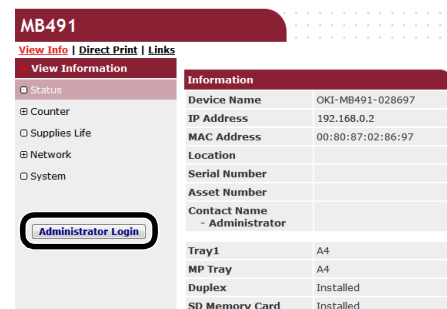 MB491
View Info | Direct Print | Links
View Information
Status
Counter
Supplies Life
Network
System
Administrator Login
Information
Device Name OKI-MB491-028697
IP Address 192.168.0.2
MAC Address 00:80:87:02:86:97
Location
Serial Number
Asset Number
Contact Name
- Administrator
Tray1 A4
MP Tray A4
Duplex Installed
SD Memory Card Installed